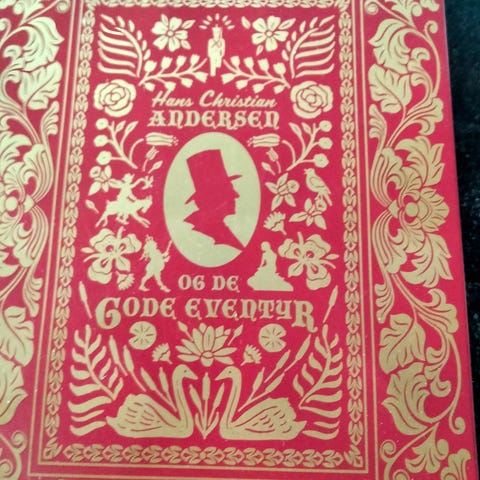 Hans Christian
ANDERSEN
OG DE
GODE EVENTYR